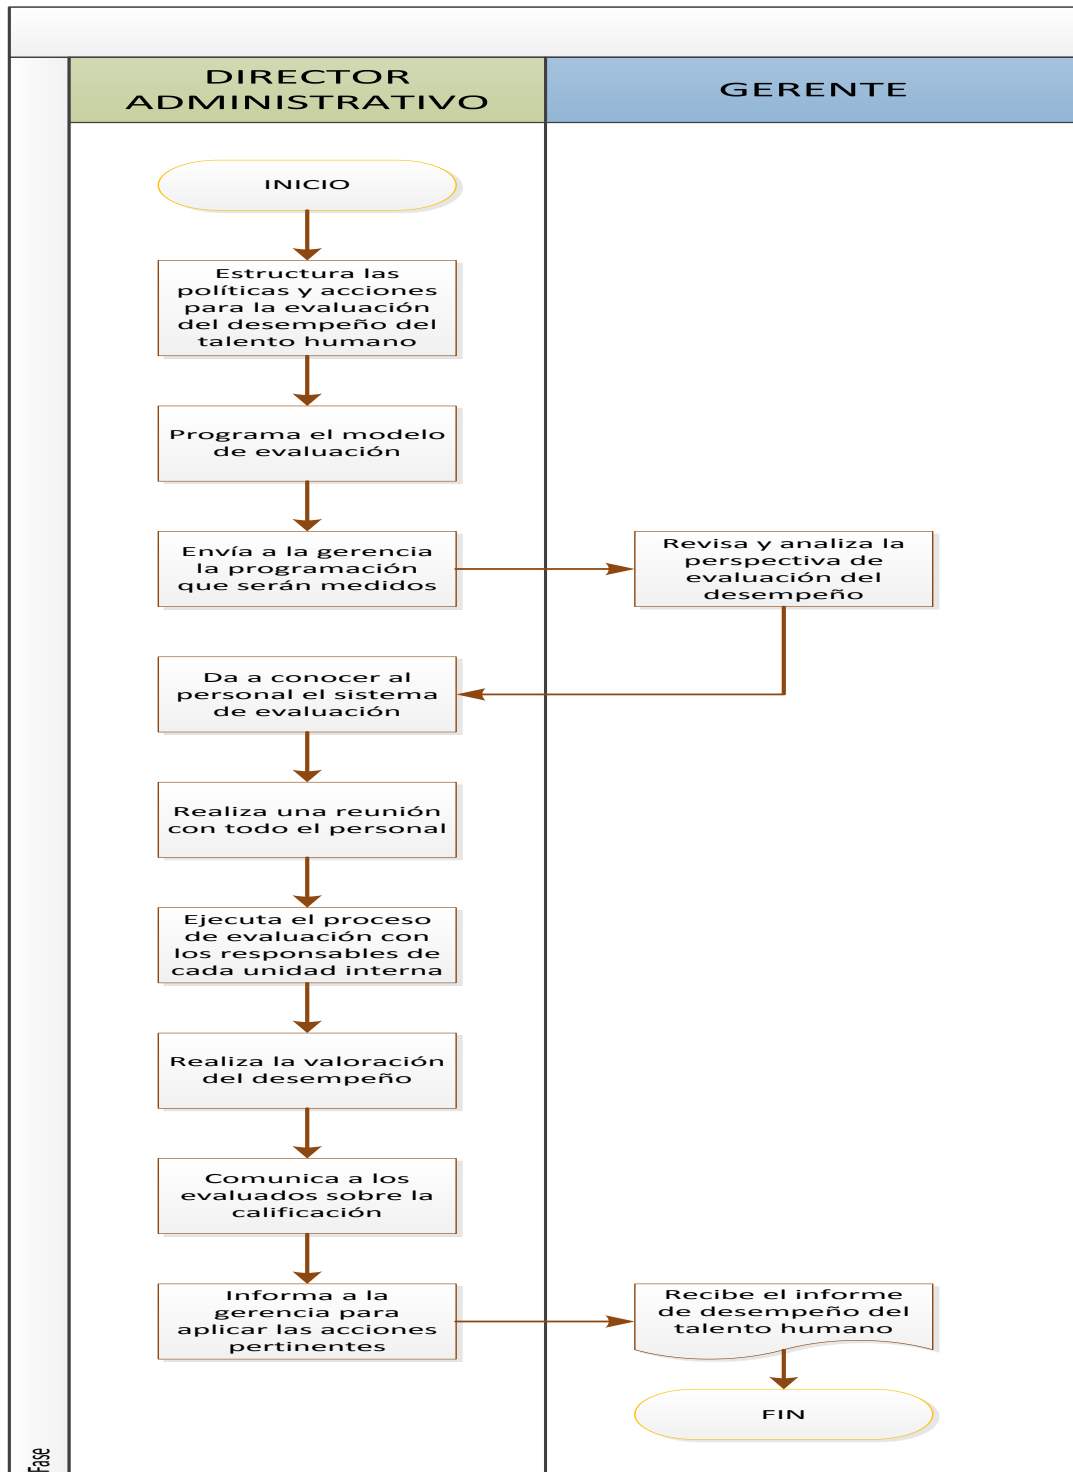 DIRECTOR
ADMINISTRATIVO
GERENTE
INICIO
Estructura las
políticas y acciones
para la evaluación
del desempeño del
talento humano
Programa el modelo
de evaluación
Envía a la gerencia
la programación
que serán medidos
Revisa y analiza la
perspectiva de
evaluación del
desempeño
Da a conocer al
personal el sistema
de evaluación
Realiza una reunión
con todo el personal
Ejecuta el proceso
de evaluación con
los responsables de
cada unidad interna
Realiza la valoración
del desempeño
Comunica a los
evaluados sobre la
calificación
Informa a la
gerencia para
aplicar las acciones
pertinentes
Recibe el informe
de desempeño del
talento humano
FIN
Fase